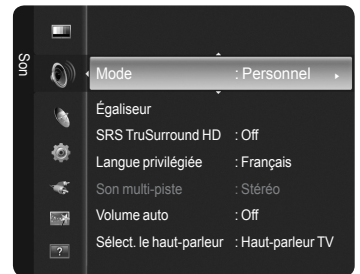 Son
Mode : Personnel
Égaliseur
SRS TruSurround HD : Off
Langue privilégiée : Français
Son multi-piste : Stéréo
Volume auto : Off
Sélect. le haut-parleur : Haut-parleur TV
?